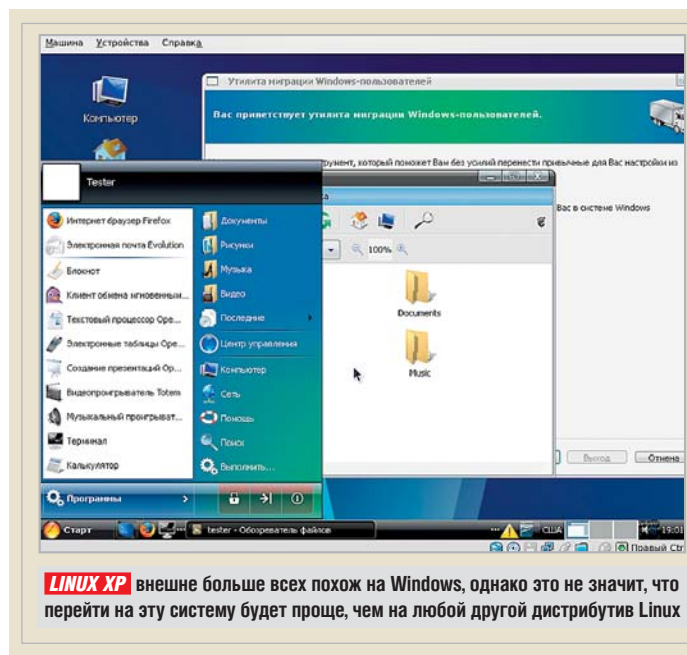 Машина Устройства Справка
Компьютер
Утилита миграции Windows-пользователей
Вас приветствует утилита миграции Windows-пользователей.
который поможет Вам без усилий перенести привычные для Вас настройки из
Вас в системе Windows
Tester
Интернет браузер Firefox
Электронная почта Evolution
Блокнот
Клиент обмена мгновенным...
Текстовый процессор Ope...
Электронные таблицы Ope...
Создание презентаций Op...
Видеопроигрыватель Totem
Музыкальный проигрыват...
Терминал
Калькулятор
Документы
Рисунки
Музыка
Видео
Последние
Центр управления
Компьютер
Сеть
Помощь
Поиск
Выполнить...
100%
Documents
Music
Выход
Отмена
Программы
Старт
tester - Обозреватель файлов
США
19:01
Правый Ctr
LINUX XP внешне больше всех похож на Windows, однако это не значит, что
перейти на эту систему будет проще, чем на любой другой дистрибутив Linux